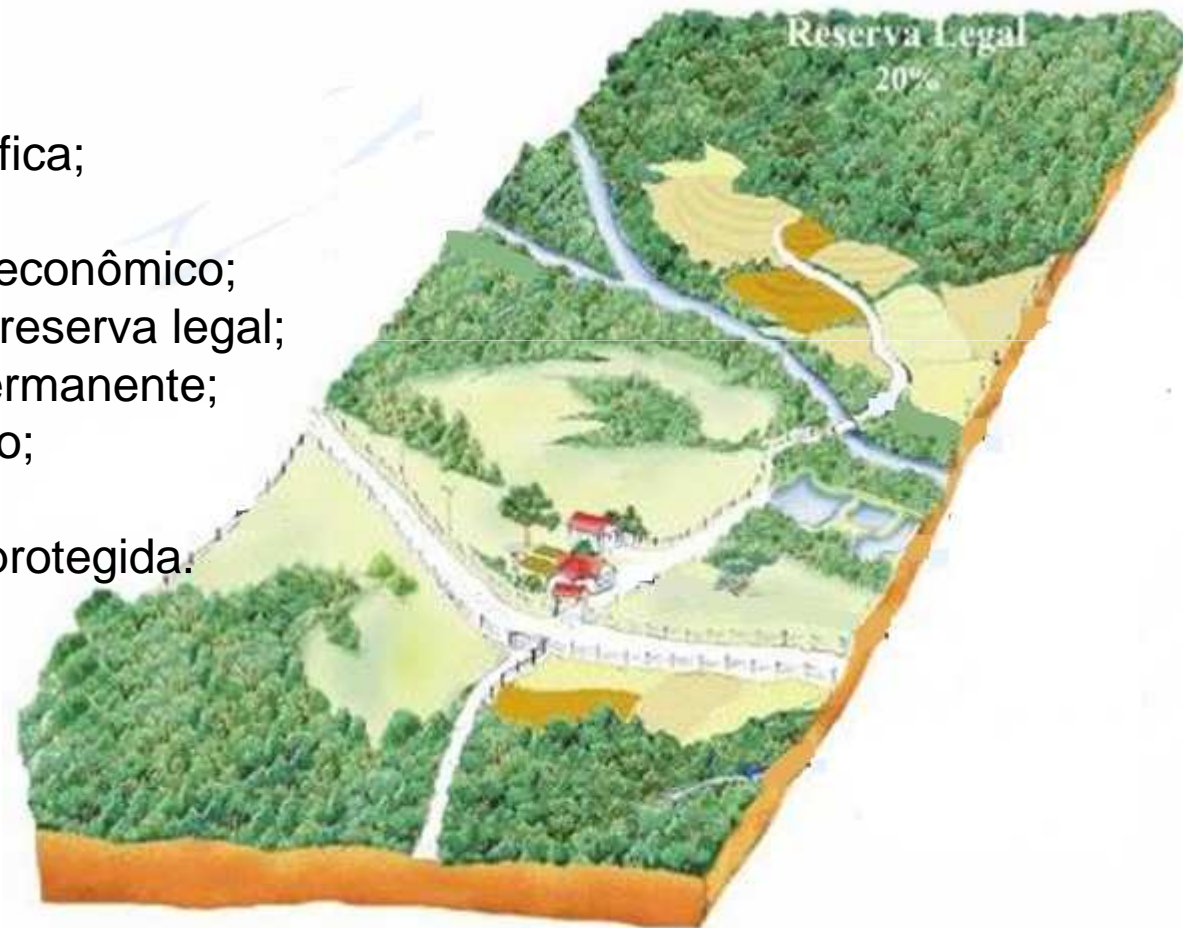 Reserva Legal
20%
fica;
econômico;
reserva legal;
ermanente;
o;
protegida.